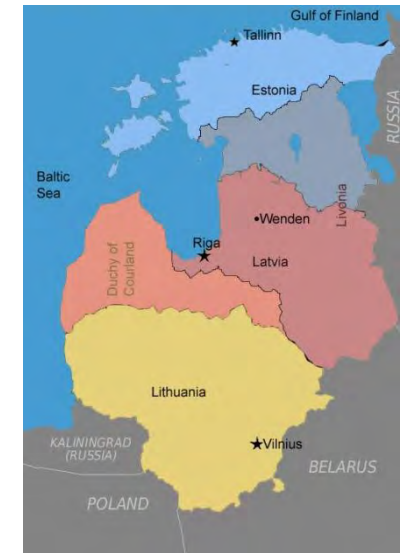 Gulf of Finland
Tallinn
Estonia
RUSSIA
Baltic
Sea
Livonia
Wenden
Riga
Latvia
Duchy of
Courland
Lithuania
Vilnius
KALININGRAD
(RUSSIA)
BELARUS
POLAND